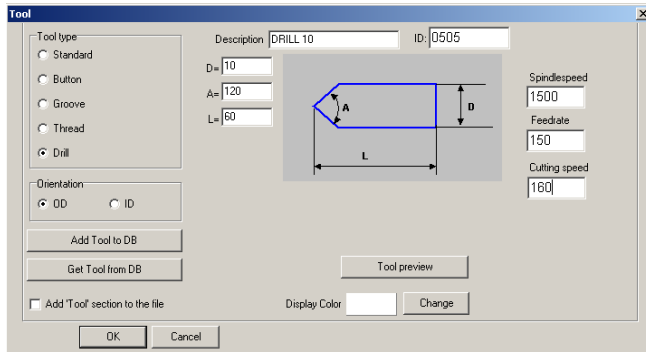 Tool
Tool type
Standard
Button
Groove
Thread
Drill
Orientation
OD ID
Add Tool to DB
Get Tool from DB
Add 'Tool' section to the file
OK Cancel
Description DRILL 10 ID: 0505
D= 10
A= 120
L= 60
A
D
L
Spindlespeed
1500
Feedrate
150
Cutting speed
160
Tool preview
Display Color Change